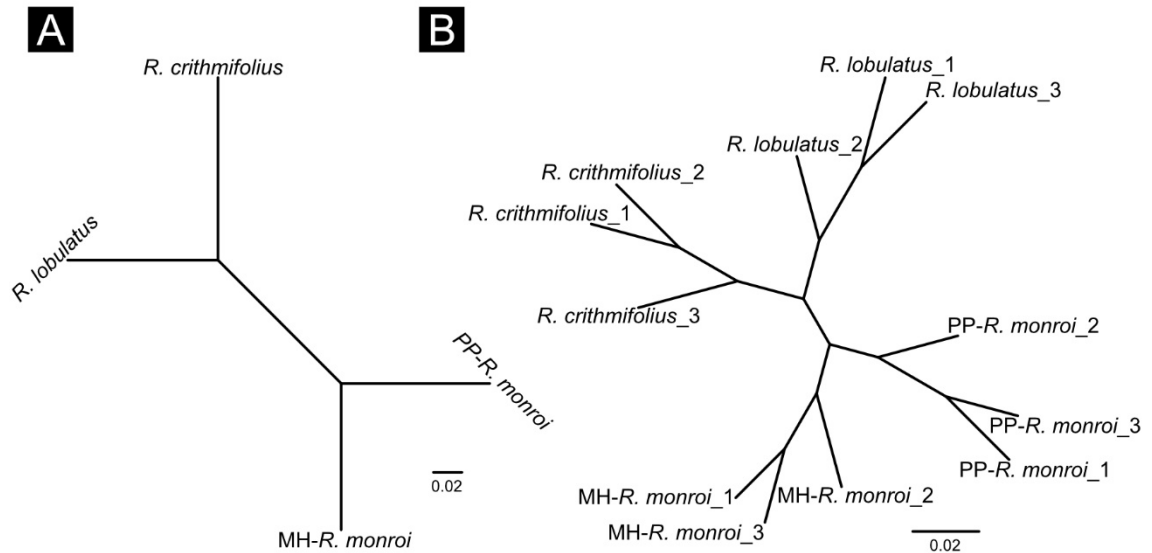 A
R. crithmifolius
R. lobulatus
PP-R. monroi
MH-R. monroi
0.02
B
R. lobulatus_1
R. lobulatus_3
R. lobulatus_2
R. crithmifolius_2
R. crithmifolius_1
R. crithmifolius_3
PP-R. monroi_2
PP-R. monroi_3
PP-R. monroi_1
MH-R. monroi_1
MH-R. monroi_2
MH-R. monroi_3
0.02